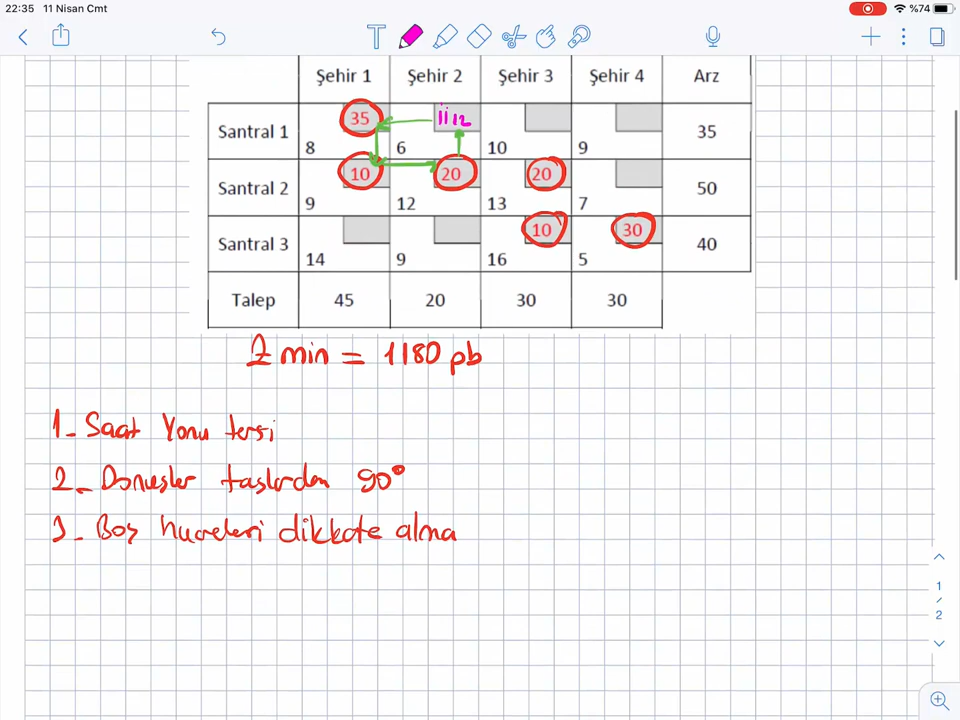 22:35 11 Nisan Cmt %74
Şehir 1 Şehir 2 Şehir 3 Şehir 4 Arz
Santral 1 35 8 6 10 9 35
Santral 2 10 9 20 12 20 13 7 50
Santral 3 14 9 10 16 30 5 40
Talep 45 20 30 30
Z min = 1180 pb
1- Saat Yonu tersi
2- Donusler taslardan 90°
3- Boş hucreleri dikkate alma
1
/
2